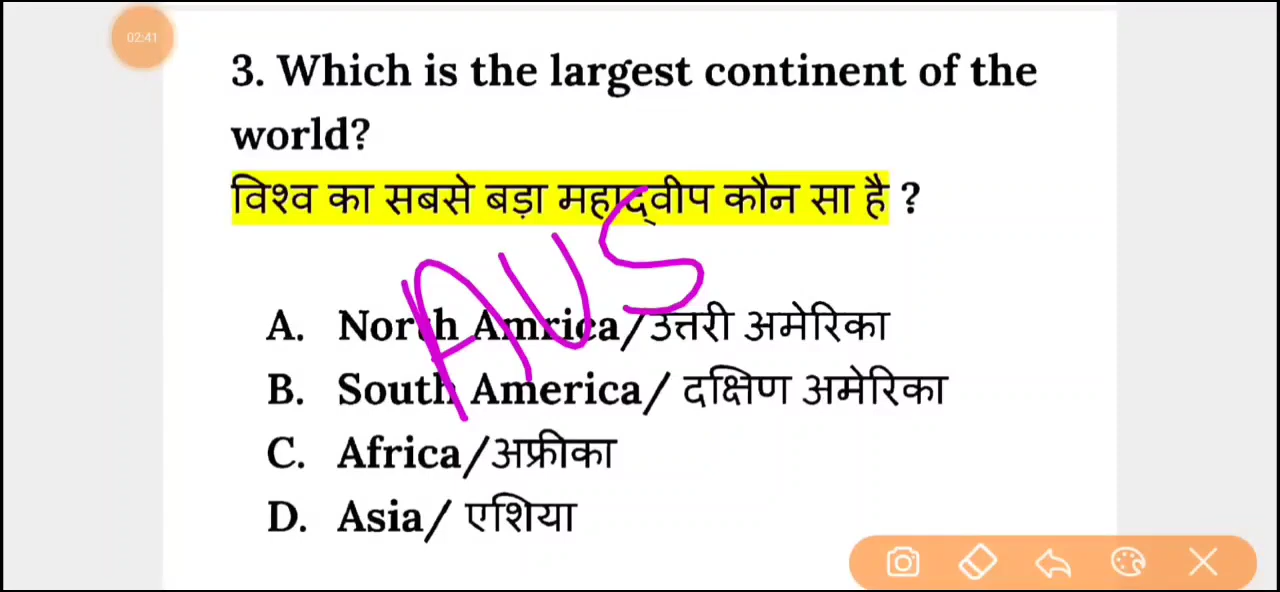 02:41
3. Which is the largest continent of the
world?
विश्व का सबसे बड़ा महाद्वीप कौन सा है ?
AUS
A. North Amrica/उत्तरी अमेरिका
B. South America/ दक्षिण अमेरिका
C. Africa/अफ्रीका
D. Asia/ एशिया